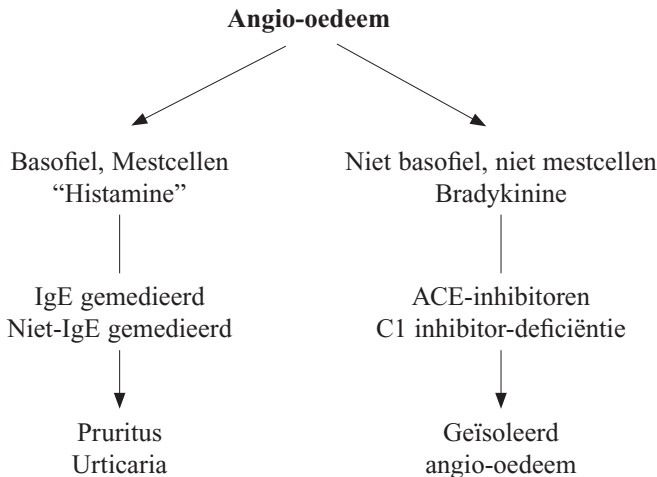 Angio-oedeem
Basofiel, Mestcellen
“Histamine”
Niet basofiel, niet mestcellen
Bradykinine
IgE gemedieerd
Niet-IgE gemedieerd
ACE-inhibitoren
C1 inhibitor-deficiëntie
Pruritus
Urticaria
Geïsoleerd
angio-oedeem